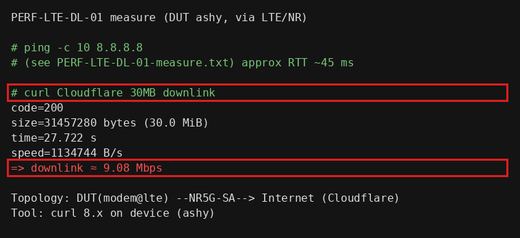 PERF-LTE-DL-01 measure (DUT ashy, via LTE/NR)
# ping -c 10 8.8.8.8
# (see PERF-LTE-DL-01-measure.txt) approx RTT ~45 ms
# curl Cloudflare 30MB downlink
code=200
size=31457280 bytes (30.0 MiB)
time=27.722 s
speed=1134744 B/s
=> downlink ≈ 9.08 Mbps
Topology: DUT(modem@lte) --NR5G-SA--> Internet (Cloudflare)
Tool: curl 8.x on device (ashy)